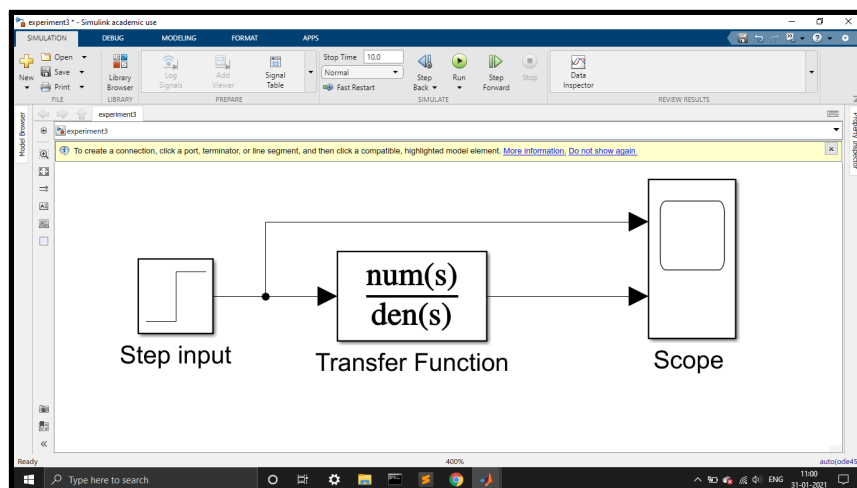 experiment3 * - Simulink academic use
SIMULATION DEBUG MODELING FORMAT APPS
New
Open
Save
Print
FILE
Library
Browser
LIBRARY
Log
Signals
Add
Viewer
Signal
Table
PREPARE
Stop Time 10.0
Normal
Fast Restart
Step
Back
Run
Step
Forward
Stop
SIMULATE
Data
Inspector
REVIEW RESULTS
Model Browser
experiment3
Property Inspector
experiment3
To create a connection, click a port, terminator, or line segment, and then click a compatible, highlighted model element. More information. Do not show again
num(s)
den(s)
Step input
Transfer Function
Scope
Ready 400% auto(ode45
Type here to search
ENG
11:00
31-01-2021